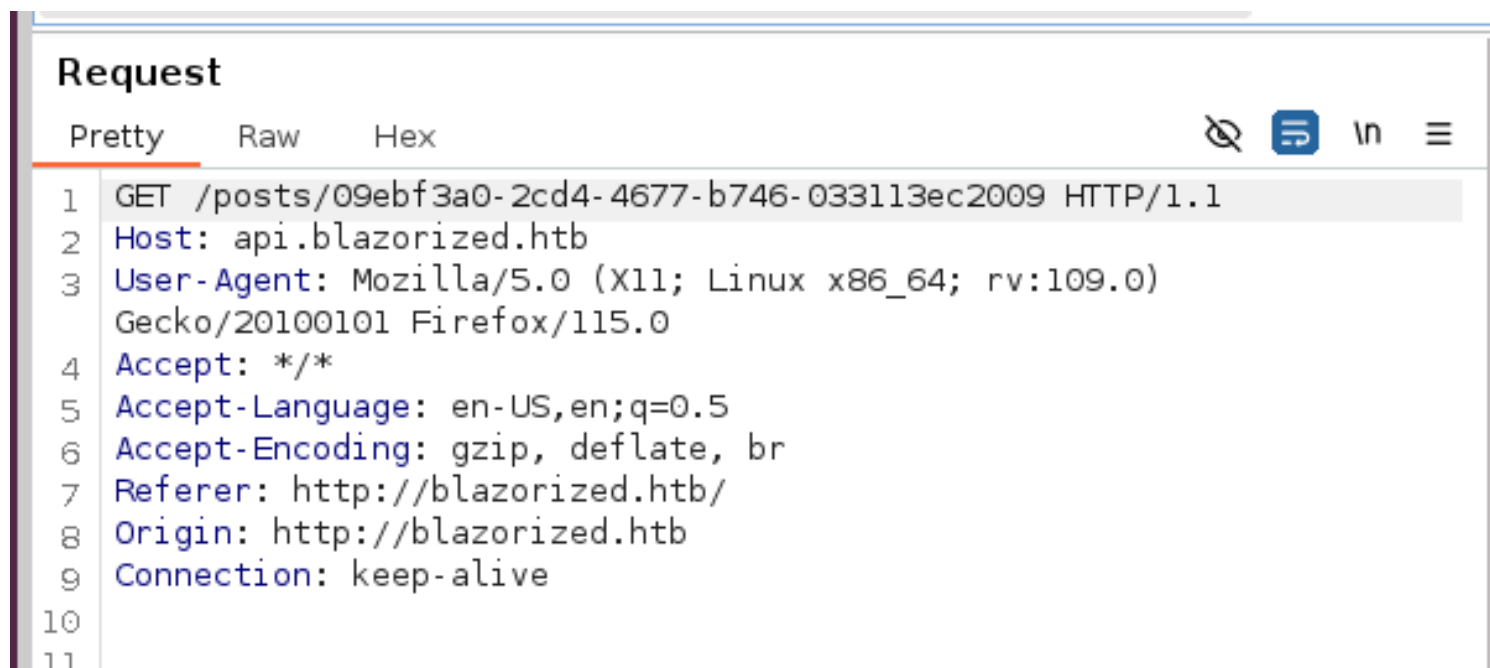 Request
Pretty Raw Hex \n
1 GET /posts/09ebf3a0-2cd4-4677-b746-033113ec2009 HTTP/1.1
2 Host: api.blazorized.htb
3 User-Agent: Mozilla/5.0 (X11; Linux x86_64; rv:109.0)
Gecko/20100101 Firefox/115.0
4 Accept: */*
5 Accept-Language: en-US,en;q=0.5
6 Accept-Encoding: gzip, deflate, br
7 Referer: http://blazorized.htb/
8 Origin: http://blazorized.htb
9 Connection: keep-alive
10
11